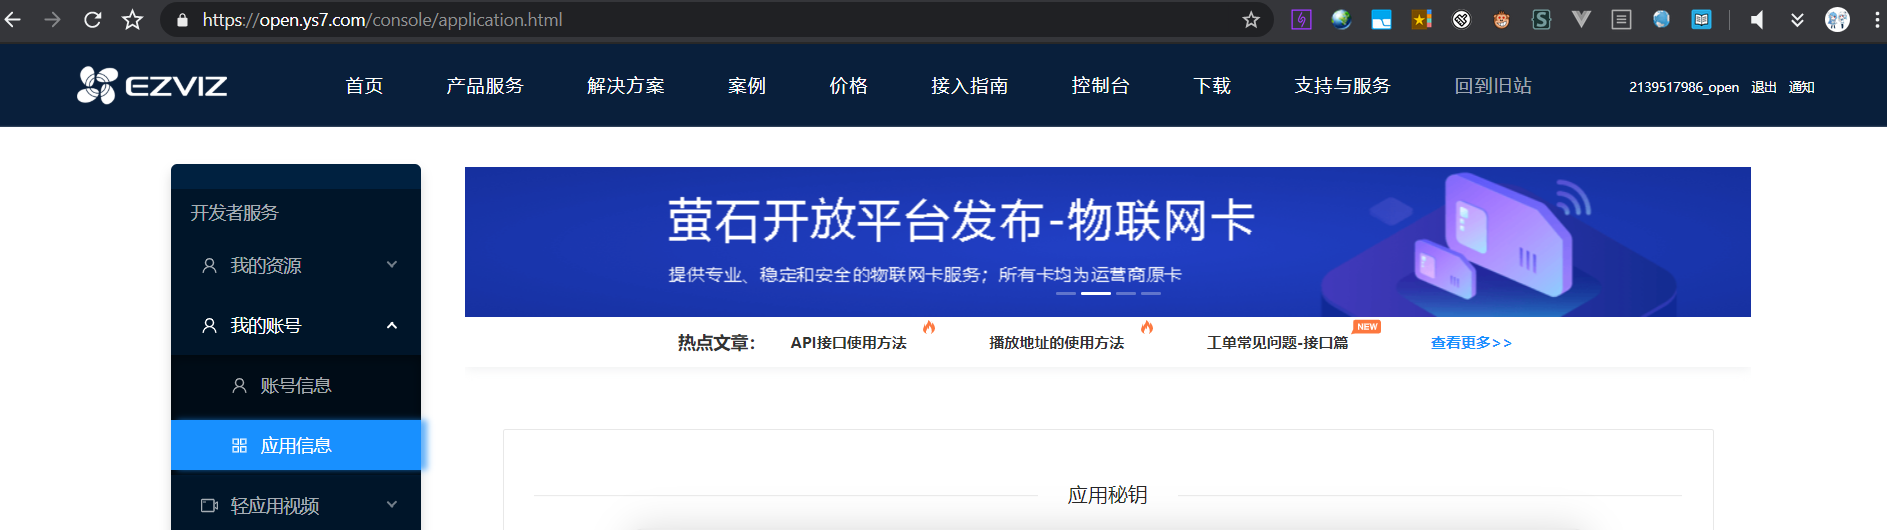 https://open.ys7.com/console/application.html
EZVIZ 首页 产品服务 解决方案 案例 价格 接入指南 控制台 下载 支持与服务 回到旧站 2139517986_open 退出 通知
开发者服务
我的资源
我的账号
账号信息
应用信息
轻应用视频
萤石开放平台发布-物联网卡
提供专业、稳定和安全的物联网卡服务；所有卡均为运营商原卡
热点文章： API接口使用方法 播放地址的使用方法 工单常见问题-接口篇 NEW 查看更多>>
应用秘钥